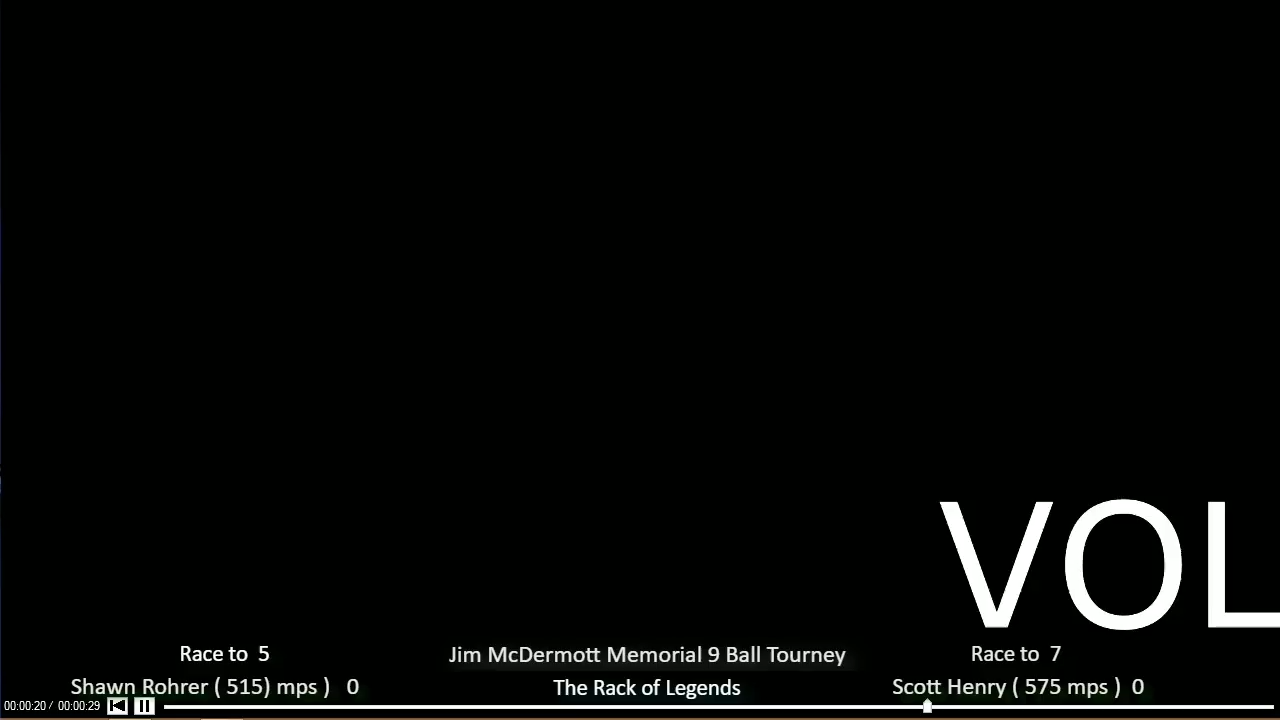 VOL
Race to 5
Jim McDermott Memorial 9 Ball Tourney
Race to 7
Shawn Rohrer ( 515) mps ) 0
The Rack of Legends
Scott Henry ( 575 mps ) 0
00:00:20 / 00:00:29